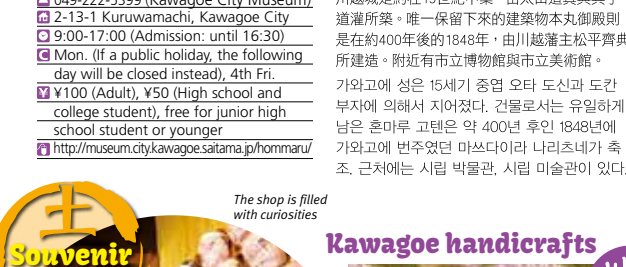 049-222-5399 (Kawagoe City Museum)
2-13-1 Kuruwamachi, Kawagoe City
9:00-17:00 (Admission: until 16:30)
C Mon. (If a public holiday, the following
day will be closed instead), 4th Fri.
¥ ¥100 (Adult), ¥50 (High school and
college student), free for junior high
school student or younger
http://museum.city.kawagoe.saitama.jp/hommaru/
道灌所築。唯一保留下來的建築物本丸御殿則
是在約400年後的1848年，由川越藩主松平齊典
所建造。附近有市立博物館與市立美術館。
가와고에 성은 15세기 중엽 오타 도신과 도칸
부자에 의해서 지어졌다. 건물로서는 유일하게
남은 혼마루 고텐은 약 400년 후인 1848년에
가와고에 번주였던 마쓰다이라 나리츠네가 축
조. 근처에는 시립 박물관, 시립 미술관이 있다.
The shop is filled
with curiosities
Souvenir
Kawagoe handicrafts